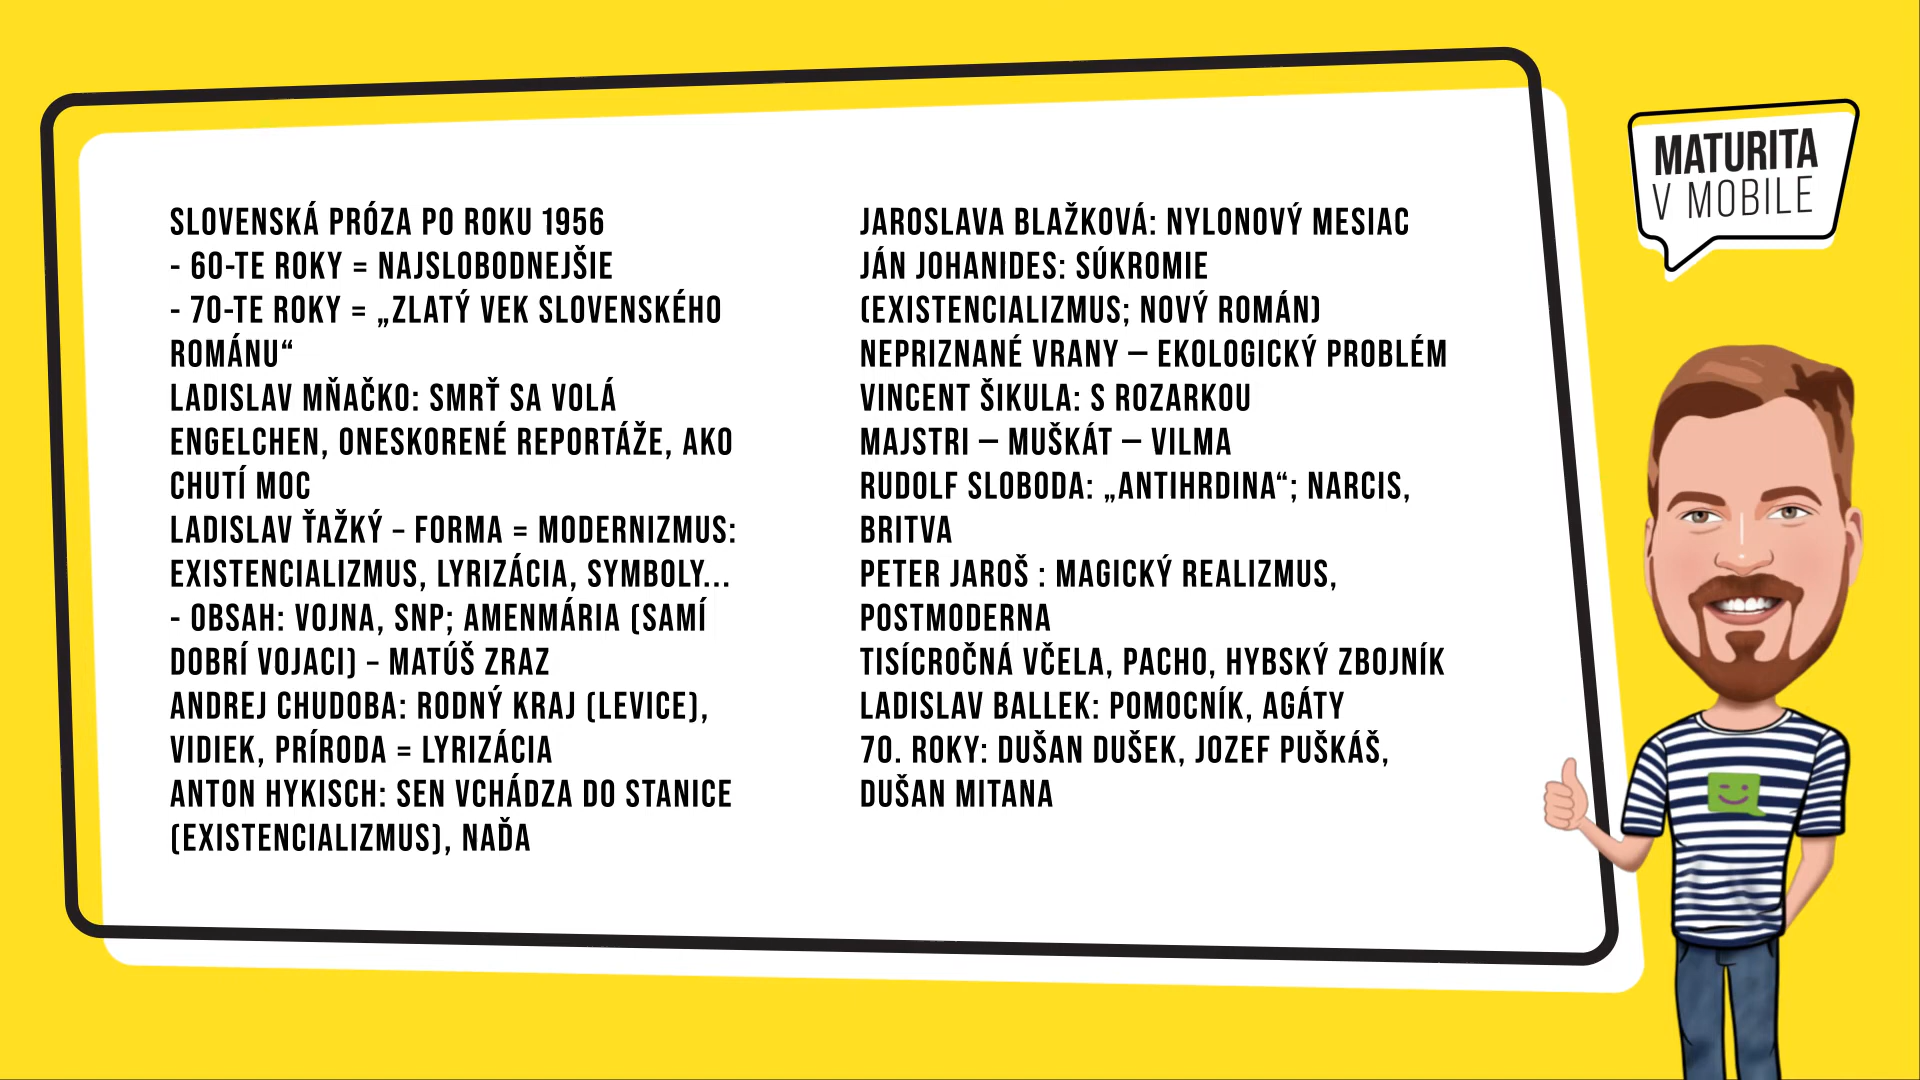 SLOVENSKÁ PRÓZA PO ROKU 1956
- 60-TE ROKY = NAJSLOBODNEJŠIE
- 70-TE ROKY = „ZLATÝ VEK SLOVENSKÉHO
ROMÁNU“
LADISLAV MŇAČKO: SMRŤ SA VOLÁ
ENGELCHEN, ONESKORENÉ REPORTÁŽE, AKO
CHUTÍ MOC
LADISLAV ŤAŽKÝ – FORMA = MODERNIZMUS:
EXISTENCIALIZMUS, LYRIZÁCIA, SYMBOLY...
- OBSAH: VOJNA, SNP; AMENMÁRIA (SAMÍ
DOBRÍ VOJACI) – MATÚŠ ZRAZ
ANDREJ CHUDOBA: RODNÝ KRAJ (LEVICE),
VIDIEK, PRÍRODA = LYRIZÁCIA
ANTON HYKISCH: SEN VCHÁDZA DO STANICE
(EXISTENCIALIZMUS), NAĎA
JAROSLAVA BLAŽKOVÁ: NYLONOVÝ MESIAC
JÁN JOHANIDES: SÚKROMIE
(EXISTENCIALIZMUS; NOVÝ ROMÁN)
NEPRIZNANÉ VRANY — EKOLOGICKÝ PROBLÉM
VINCENT ŠIKULA: S ROZARKOU
MAJSTRI — MUŠKÁT — VILMA
RUDOLF SLOBODA: „ANTIHRDINA“; NARCIS,
BRITVA
PETER JAROŠ : MAGICKÝ REALIZMUS,
POSTMODERNA
TISÍCROČNÁ VČELA, PACHO, HYBSKÝ ZBOJNÍK
LADISLAV BALLEK: POMOCNÍK, AGÁTY
70. ROKY: DUŠAN DUŠEK, JOZEF PUŠKÁŠ,
DUŠAN MITANA
MATURITA
V MOBILE